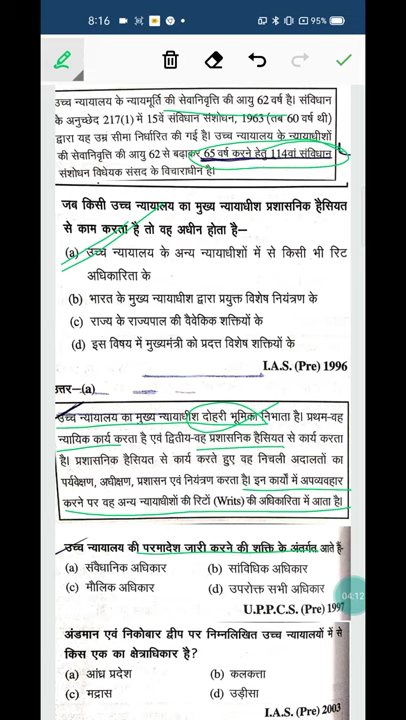 8:16
95%
उच्च न्यायालय के न्यायमूर्ति की सेवानिवृत्ति की आयु 62 वर्ष है। संविधान
के अनुच्छेद 217(1) में 15वें संविधान संशोधन, 1963 (तब 60 वर्ष थी)
द्वारा यह उम्र सीमा निर्धारित की गई है। उच्च न्यायालय के न्यायाधीशों
की सेवानिवृत्ति की आयु 62 से बढ़ाकर 65 वर्ष करने हेतु 114वां संविधान
संशोधन विधेयक संसद के विचाराधीन है।
जब किसी उच्च न्यायालय का मुख्य न्यायाधीश प्रशासनिक हैसियत
से काम करता है तो वह अधीन होता है–
(a) उच्च न्यायालय के अन्य न्यायाधीशों में से किसी भी रिट
अधिकारिता के
(b) भारत के मुख्य न्यायाधीश द्वारा प्रयुक्त विशेष नियंत्रण के
(c) राज्य के राज्यपाल की वैवेकिक शक्तियों के
(d) इस विषय में मुख्यमंत्री को प्रदत्त विशेष शक्तियों के
I.A.S. (Pre) 1996
उत्तर–(a)
उच्च न्यायालय का मुख्य न्यायाधीश दोहरी भूमिका निभाता है। प्रथम-वह
न्यायिक कार्य करता है एवं द्वितीय-वह प्रशासनिक हैसियत से कार्य करता
है। प्रशासनिक हैसियत से कार्य करते हुए वह निचली अदालतों का
पर्यवेक्षण, अधीक्षण, प्रशासन एवं नियंत्रण करता है। इन कार्यों में अपव्यवहार
करने पर वह अन्य न्यायाधीशों की रिटों (Writs) की अधिकारिता में आता है।
उच्च न्यायालय की परमादेश जारी करने की शक्ति के अंतर्गत आते हैं-
(a) संवैधानिक अधिकार (b) सांविधिक अधिकार
(c) मौलिक अधिकार (d) उपरोक्त सभी अधिकार
04:12
U.P.P.C.S. (Pre) 1997
अंडमान एवं निकोबार द्वीप पर निम्नलिखित उच्च न्यायालयों में से
किस एक का क्षेत्राधिकार है?
(a) आंध्र प्रदेश (b) कलकत्ता
(c) मद्रास (d) उड़ीसा
I.A.S. (Pre) 2003